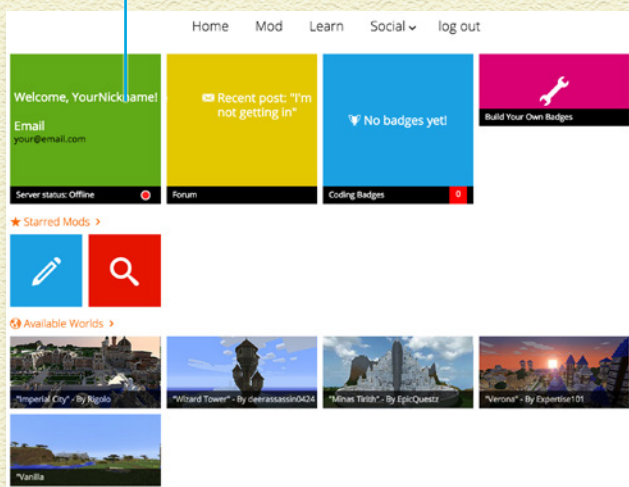 Home Mod Learn Social log out
Welcome, YourNickname!
Email
your@email.com
Server status: Offline
Recent post: "I'm
not getting in"
Forum
No badges yet!
Coding Badges 0
Build Your Own Badges
Starred Mods >
Available Worlds >
"Imperial City" - By Rigolo
"Wizard Tower" - By deerassassin0424
"Minas Tirith" - By EpicQuestz
"Verona" - By Expertise101
"Vanilla